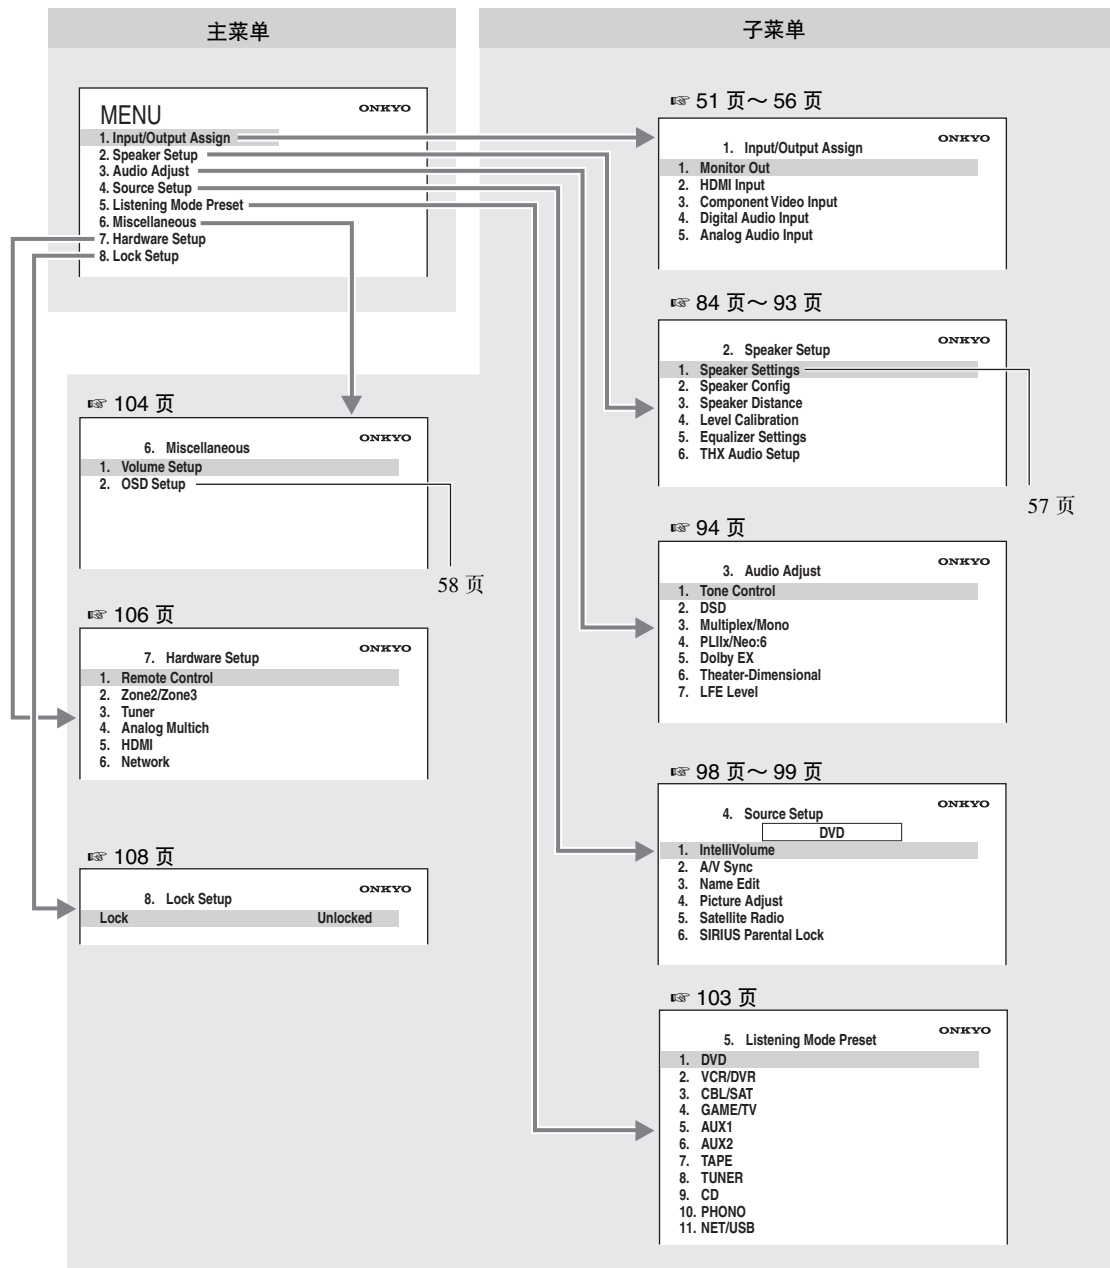 主菜单
MENU
ONKYO
1. Input/Output Assign
2. Speaker Setup
3. Audio Adjust
4. Source Setup
5. Listening Mode Preset
6. Miscellaneous
7. Hardware Setup
8. Lock Setup
☞ 104 页
ONKYO
6. Miscellaneous
1. Volume Setup
2. OSD Setup
58 页
☞ 106 页
ONKYO
7. Hardware Setup
1. Remote Control
2. Zone2/Zone3
3. Tuner
4. Analog Multich
5. HDMI
6. Network
☞ 108 页
ONKYO
8. Lock Setup
Lock Unlocked
子菜单
☞ 51 页～ 56 页
ONKYO
1. Input/Output Assign
1. Monitor Out
2. HDMI Input
3. Component Video Input
4. Digital Audio Input
5. Analog Audio Input
☞ 84 页～ 93 页
ONKYO
2. Speaker Setup
1. Speaker Settings
2. Speaker Config
3. Speaker Distance
4. Level Calibration
5. Equalizer Settings
6. THX Audio Setup
57 页
☞ 94 页
ONKYO
3. Audio Adjust
1. Tone Control
2. DSD
3. Multiplex/Mono
4. PLIIx/Neo:6
5. Dolby EX
6. Theater-Dimensional
7. LFE Level
☞ 98 页～ 99 页
ONKYO
4. Source Setup
DVD
1. IntelliVolume
2. A/V Sync
3. Name Edit
4. Picture Adjust
5. Satellite Radio
6. SIRIUS Parental Lock
☞ 103 页
ONKYO
5. Listening Mode Preset
1. DVD
2. VCR/DVR
3. CBL/SAT
4. GAME/TV
5. AUX1
6. AUX2
7. TAPE
8. TUNER
9. CD
10. PHONO
11. NET/USB